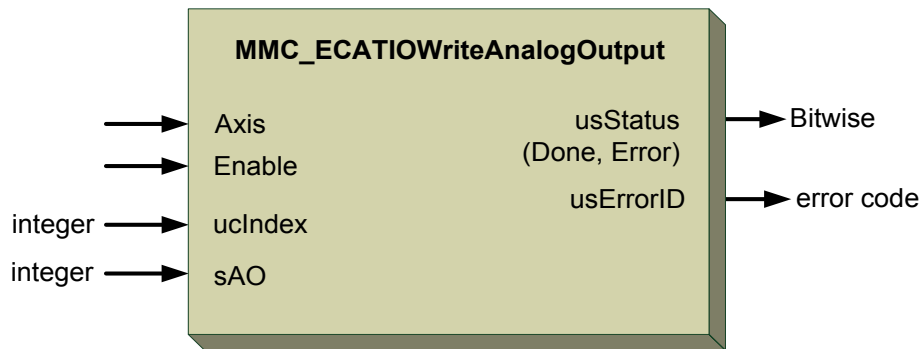 MMC_ECATIOWriteAnalogOutput
Axis
Enable
integer
ucIndex
integer
sAO
usStatus
(Done, Error)
Bitwise
usErrorID
error code